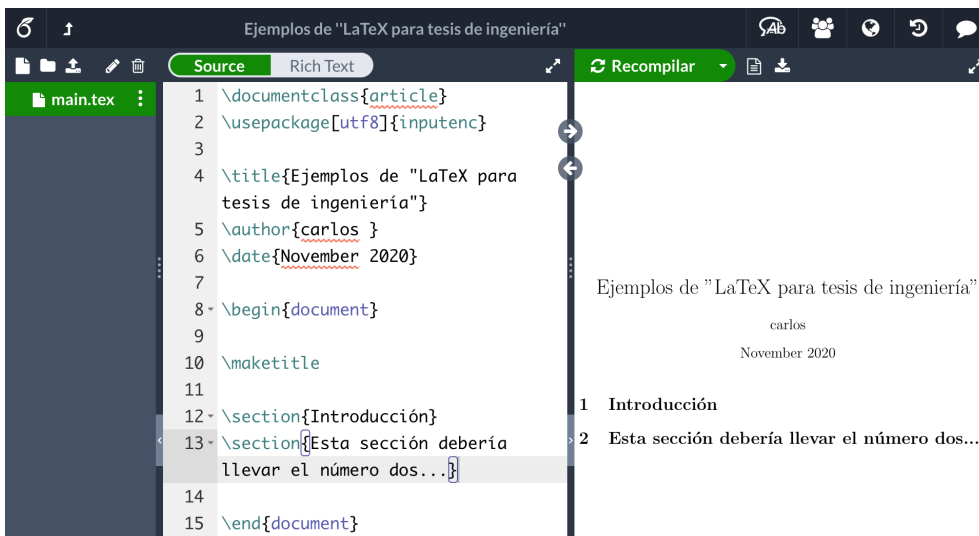 Ejemplos de "LaTeX para tesis de ingeniería"
Source Rich Text
Recompilar
main.tex
1 \documentclass{article}
2 \usepackage[utf8]{inputenc}
3
4 \title{Ejemplos de "LaTeX para
tesis de ingeniería"}
5 \author{carlos }
6 \date{November 2020}
7
8 \begin{document}
9
10 \maketitle
11
12 \section{Introducción}
13 \section{Esta sección debería
llevar el número dos...}
14
15 \end{document}
Ejemplos de ”LaTeX para tesis de ingeniería”
carlos
November 2020
1 Introducción
2 Esta sección debería llevar el número dos...